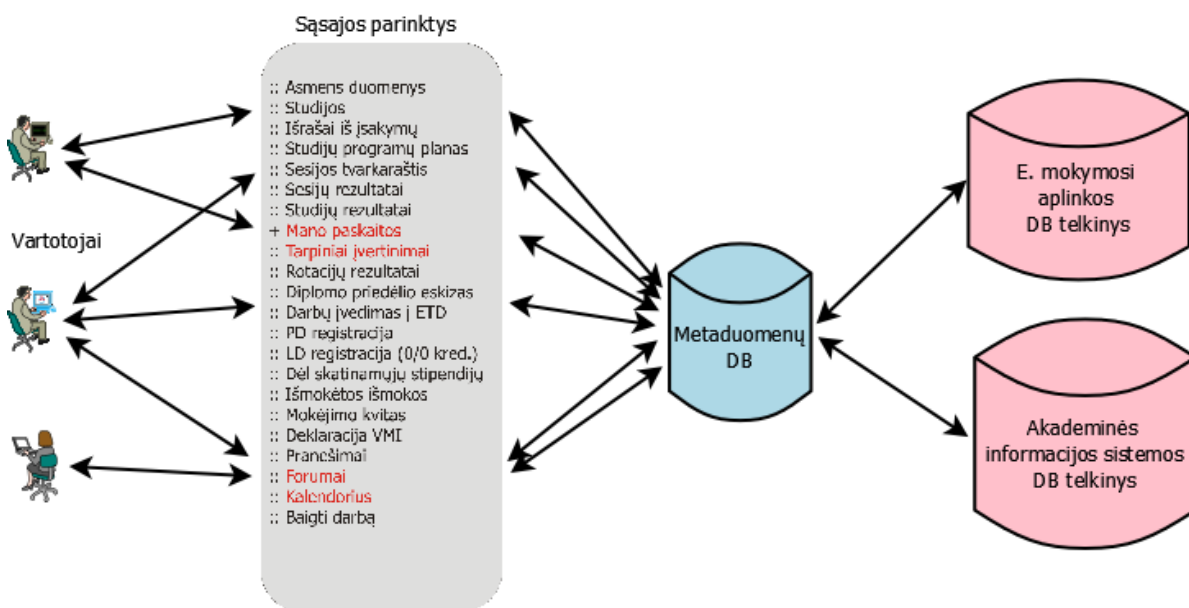 Sąsajos parinktys
:: Asmens duomenys
:: Studijos
:: Išrašai iš įsakymų
:: Studijų programų planas
:: Sesijos tvarkaraštis
:: Sesijų rezultatai
:: Studijų rezultatai
+ Mano paskaitos
:: Tarpiniai įvertinimai
:: Rotacijų rezultatai
:: Diplomo priedėlio eskizas
:: Darbų įvedimas į ETD
:: PD registracija
:: LD registracija (0/0 kred.)
:: Dėl skatinamųjų stipendijų
:: Išmokėtos išmokos
:: Mokėjimo kvitas
:: Deklaracija VMI
:: Pranešimai
:: Forumai
:: Kalendorius
:: Baigti darbą
Vartotojai
Metaduomenų
DB
E. mokymosi
aplinkos
DB telkinys
Akademinės
informacijos sistemos
DB telkinys